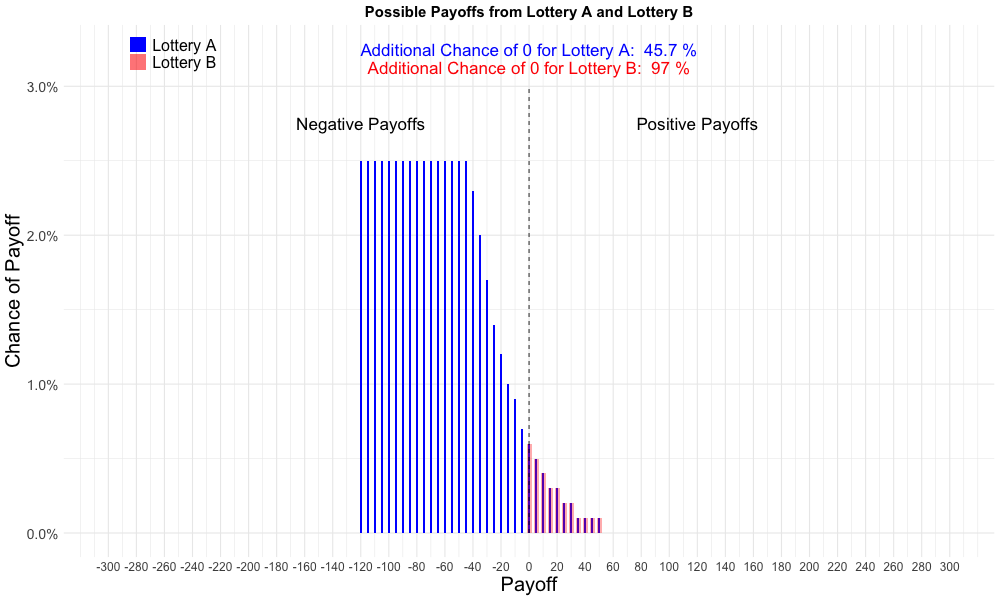 Possible Payoffs from Lottery A and Lottery B
Lottery A
Lottery B
Additional Chance of 0 for Lottery A: 45.7 %
Additional Chance of 0 for Lottery B: 97 %
3.0%
Negative Payoffs
Positive Payoffs
2.0%
Chance of Payoff
1.0%
0.0%
-300 -280 -260 -240 -220 -200 -180 -160 -140 -120 -100 -80 -60 -40 -20 0 20 40 60 80 100 120 140 160 180 200 220 240 260 280 300
Payoff